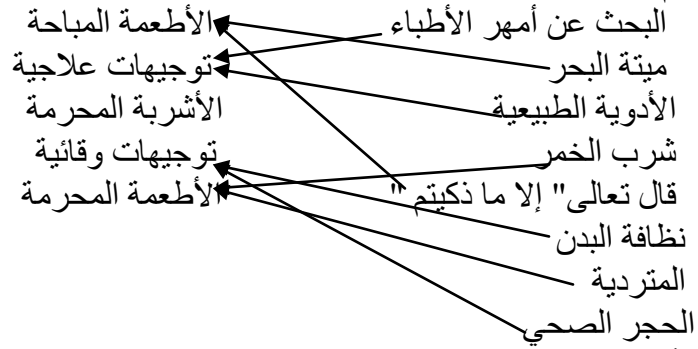 البحث عن أمهر الأطباء الأطعمة المباحة
ميتة البحر توجيهات علاجية
الأدوية الطبيعية الأشربة المحرمة
شرب الخمر توجيهات وقائية
قال تعالى" إلا ما ذكيتم " الأطعمة المحرمة
نظافة البدن
المتردية
الحجر الصحي